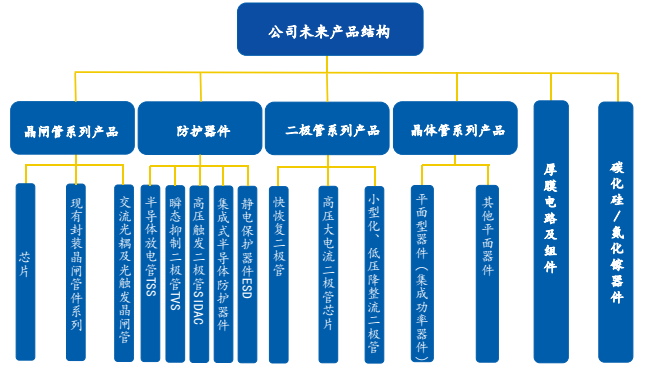 公司未来产品结构
晶闸管系列产品
防护器件
二极管系列产品
晶体管系列产品
厚膜电路及组件
碳化硅/氮化镓器件
芯片
现有封装晶闸管件系列
交流光耦及光触发晶闸管
半导体放电管TSS
瞬态抑制二极管TVS
高压触发二极管SIDAC
集成式半导体防护器件
静电保护器件ESD
快恢复二极管
高压大电流二极管芯片
小型化、低压降整流二极管
平面型器件(集成功率器件)
其他平面器件